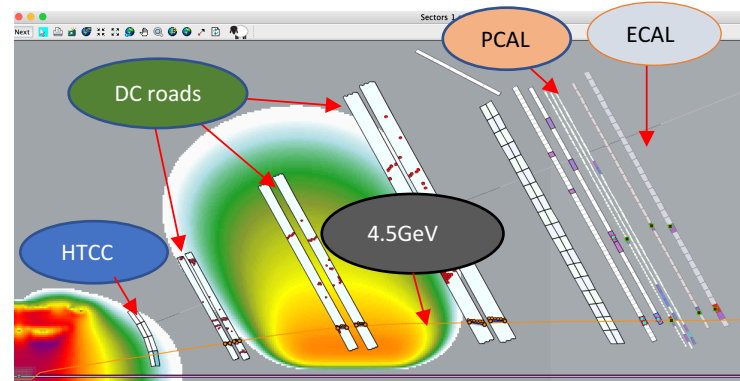 Sectors 1
Next
PCAL
ECAL
DC roads
4.5GeV
HTCC